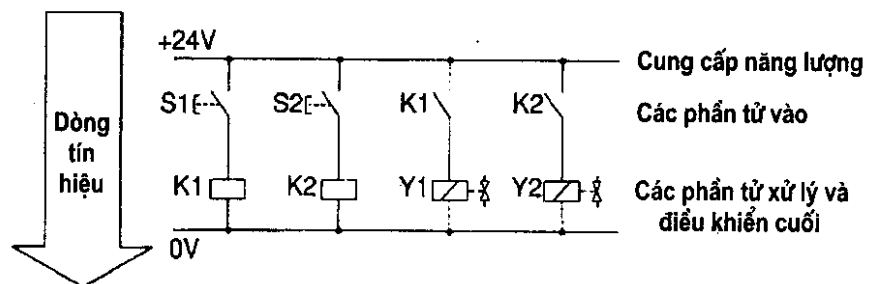 +24V
Cung cấp năng lượng
S1
S2
K1
K2
Các phần tử vào
Dòng
tín
hiệu
K1
K2
Y1
Y2
Các phần tử xử lý và
điều khiển cuối
0V